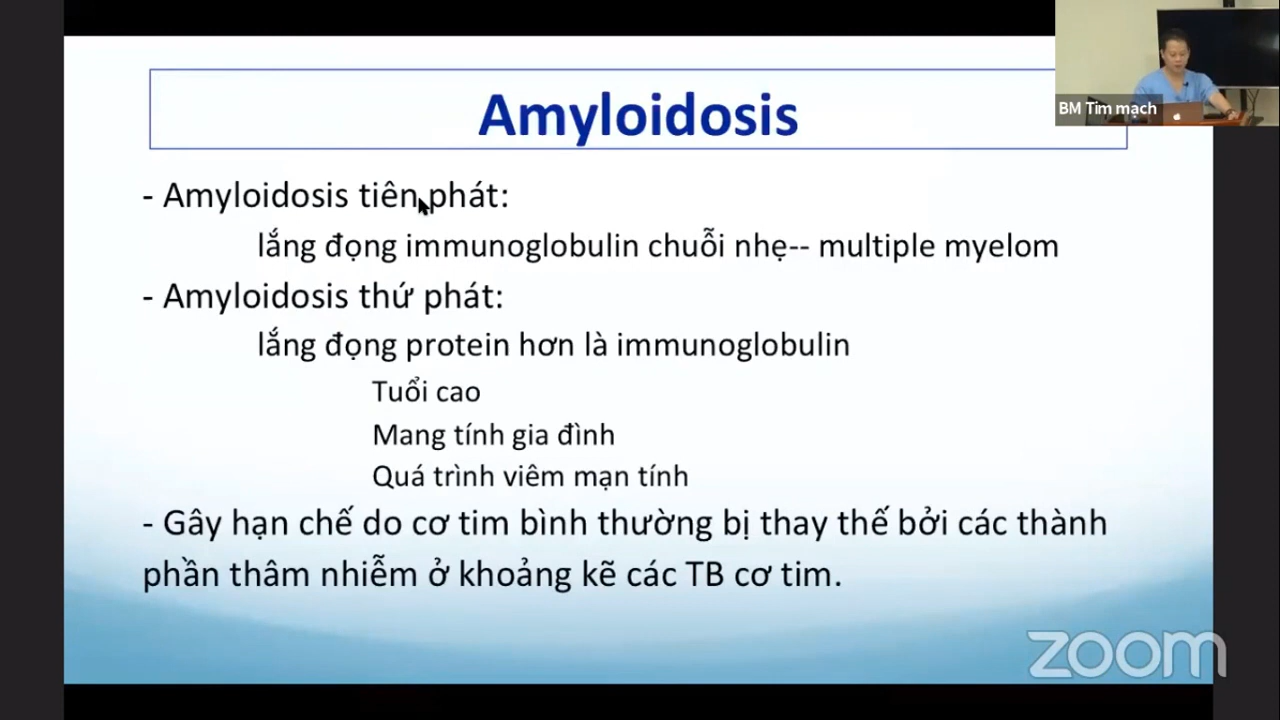 Amyloidosis
BM Tim mạch
- Amyloidosis tiên phát:
lắng đọng immunoglobulin chuỗi nhẹ-- multiple myelom
- Amyloidosis thứ phát:
lắng đọng protein hơn là immunoglobulin
Tuổi cao
Mang tính gia đình
Quá trình viêm mạn tính
- Gây hạn chế do cơ tim bình thường bị thay thế bởi các thành
phần thâm nhiễm ở khoảng kẽ các TB cơ tim.
zoom